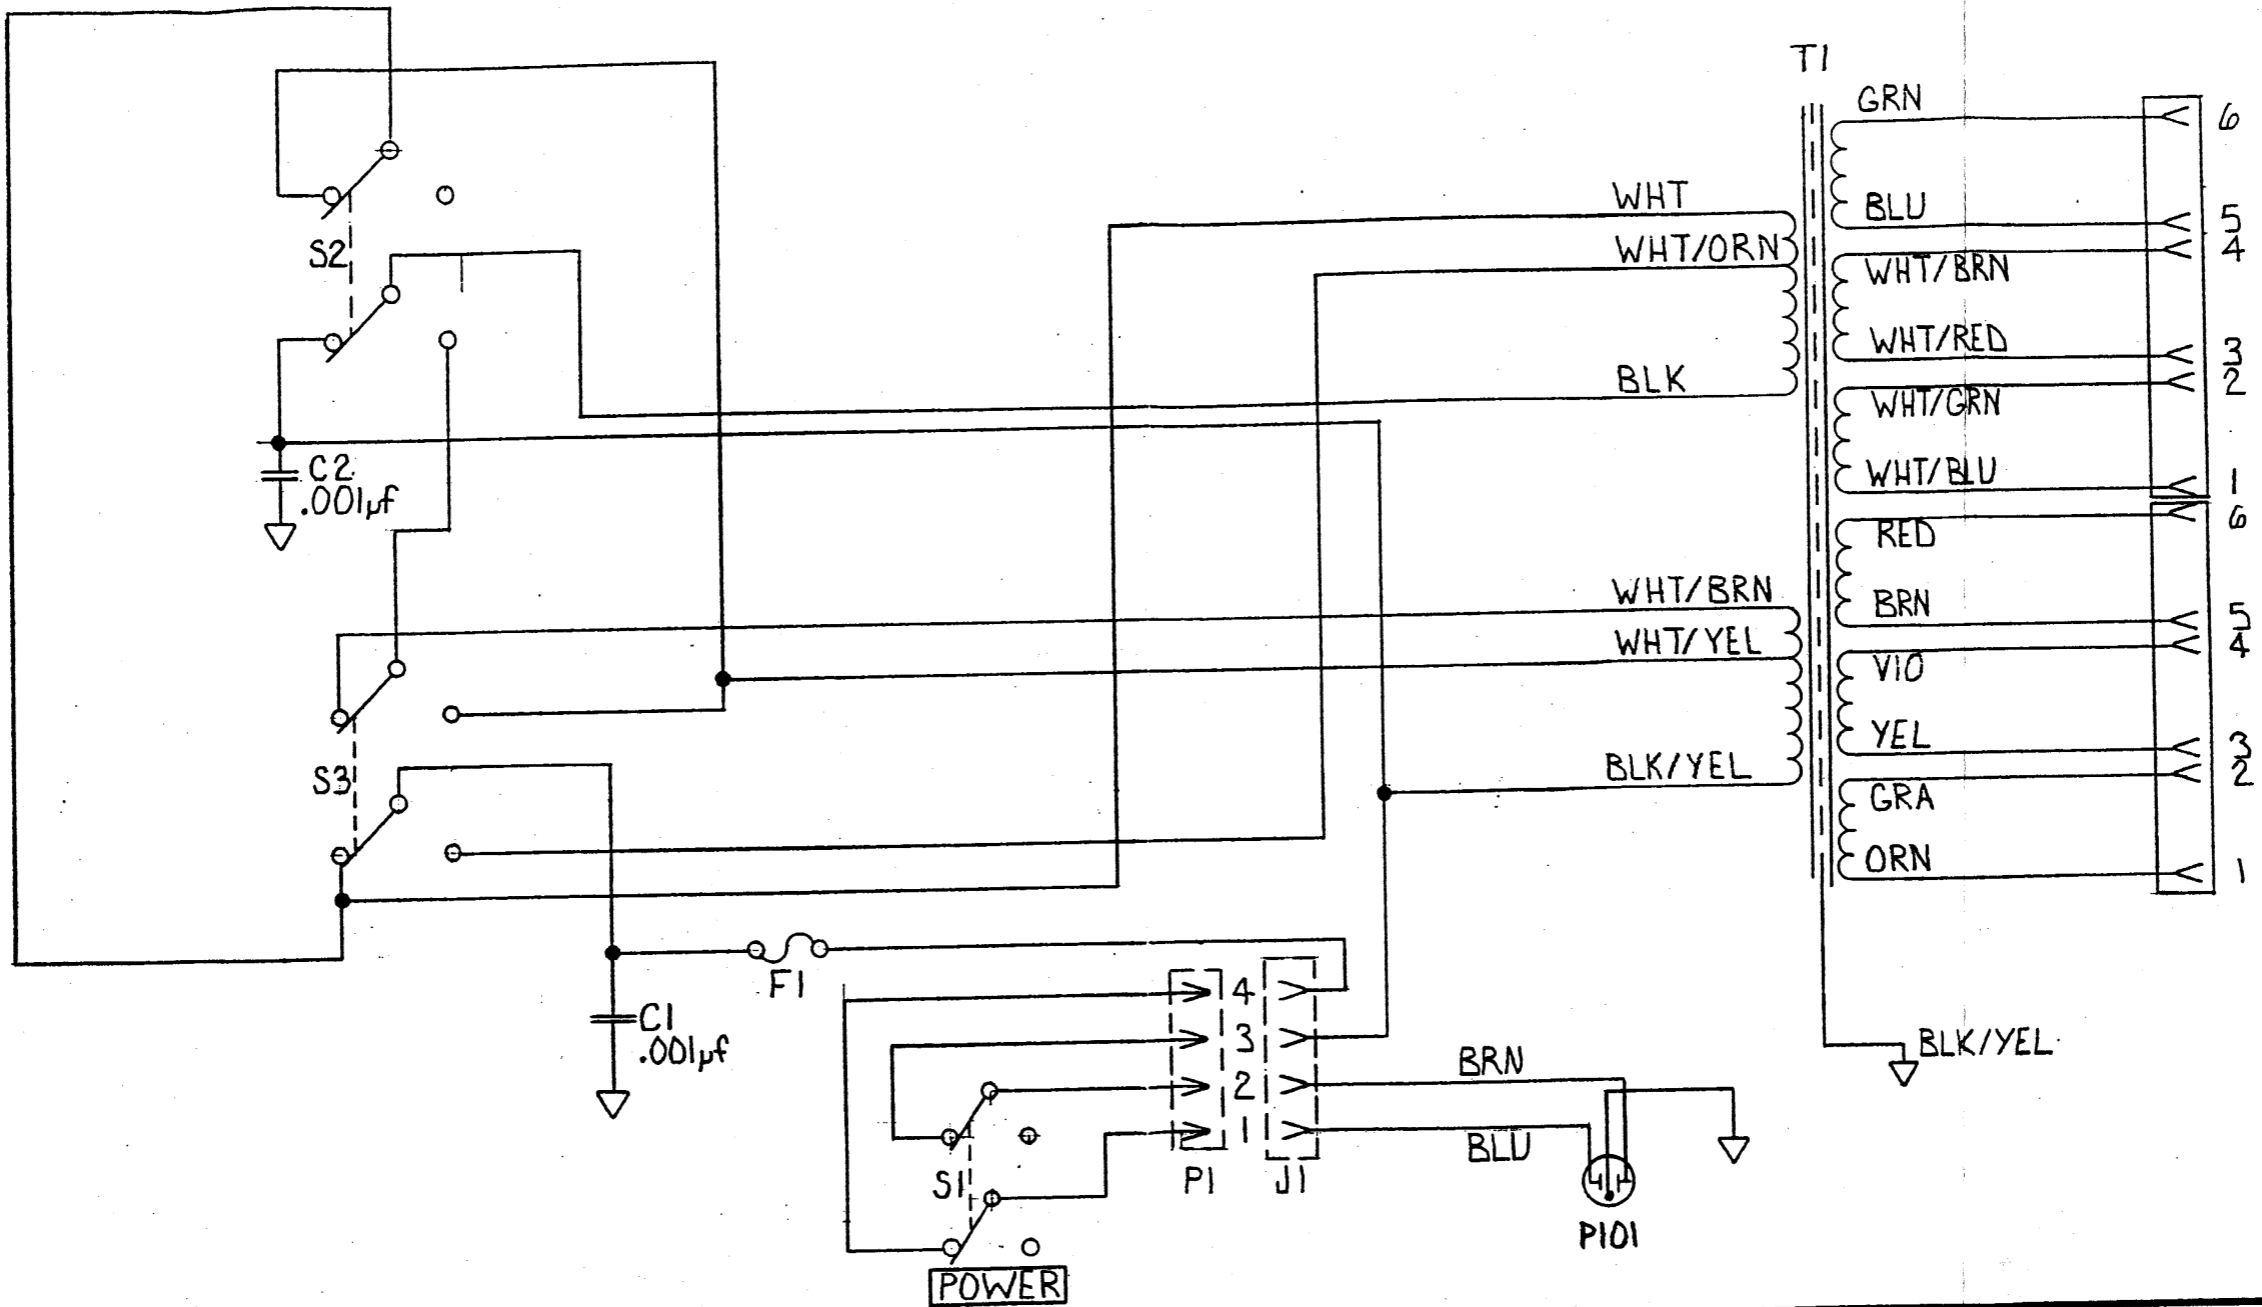 T1
GRN
6
WHT
BLU
5
WHT/ORN
4
S2
WHT/BRN
WHT/RED
3
BLK
2
WHT/GRN
C2
.001µf
WHT/BLU
1
6
RED
WHT/BRN
BRN
5
WHT/YEL
4
VIO
YEL
3
S3
BLK/YEL
2
GRA
ORN
1
F1
4
C1
.001µf
3
BLK/YEL
BRN
2
1
BLU
S1
P1
J1
P101
POWER